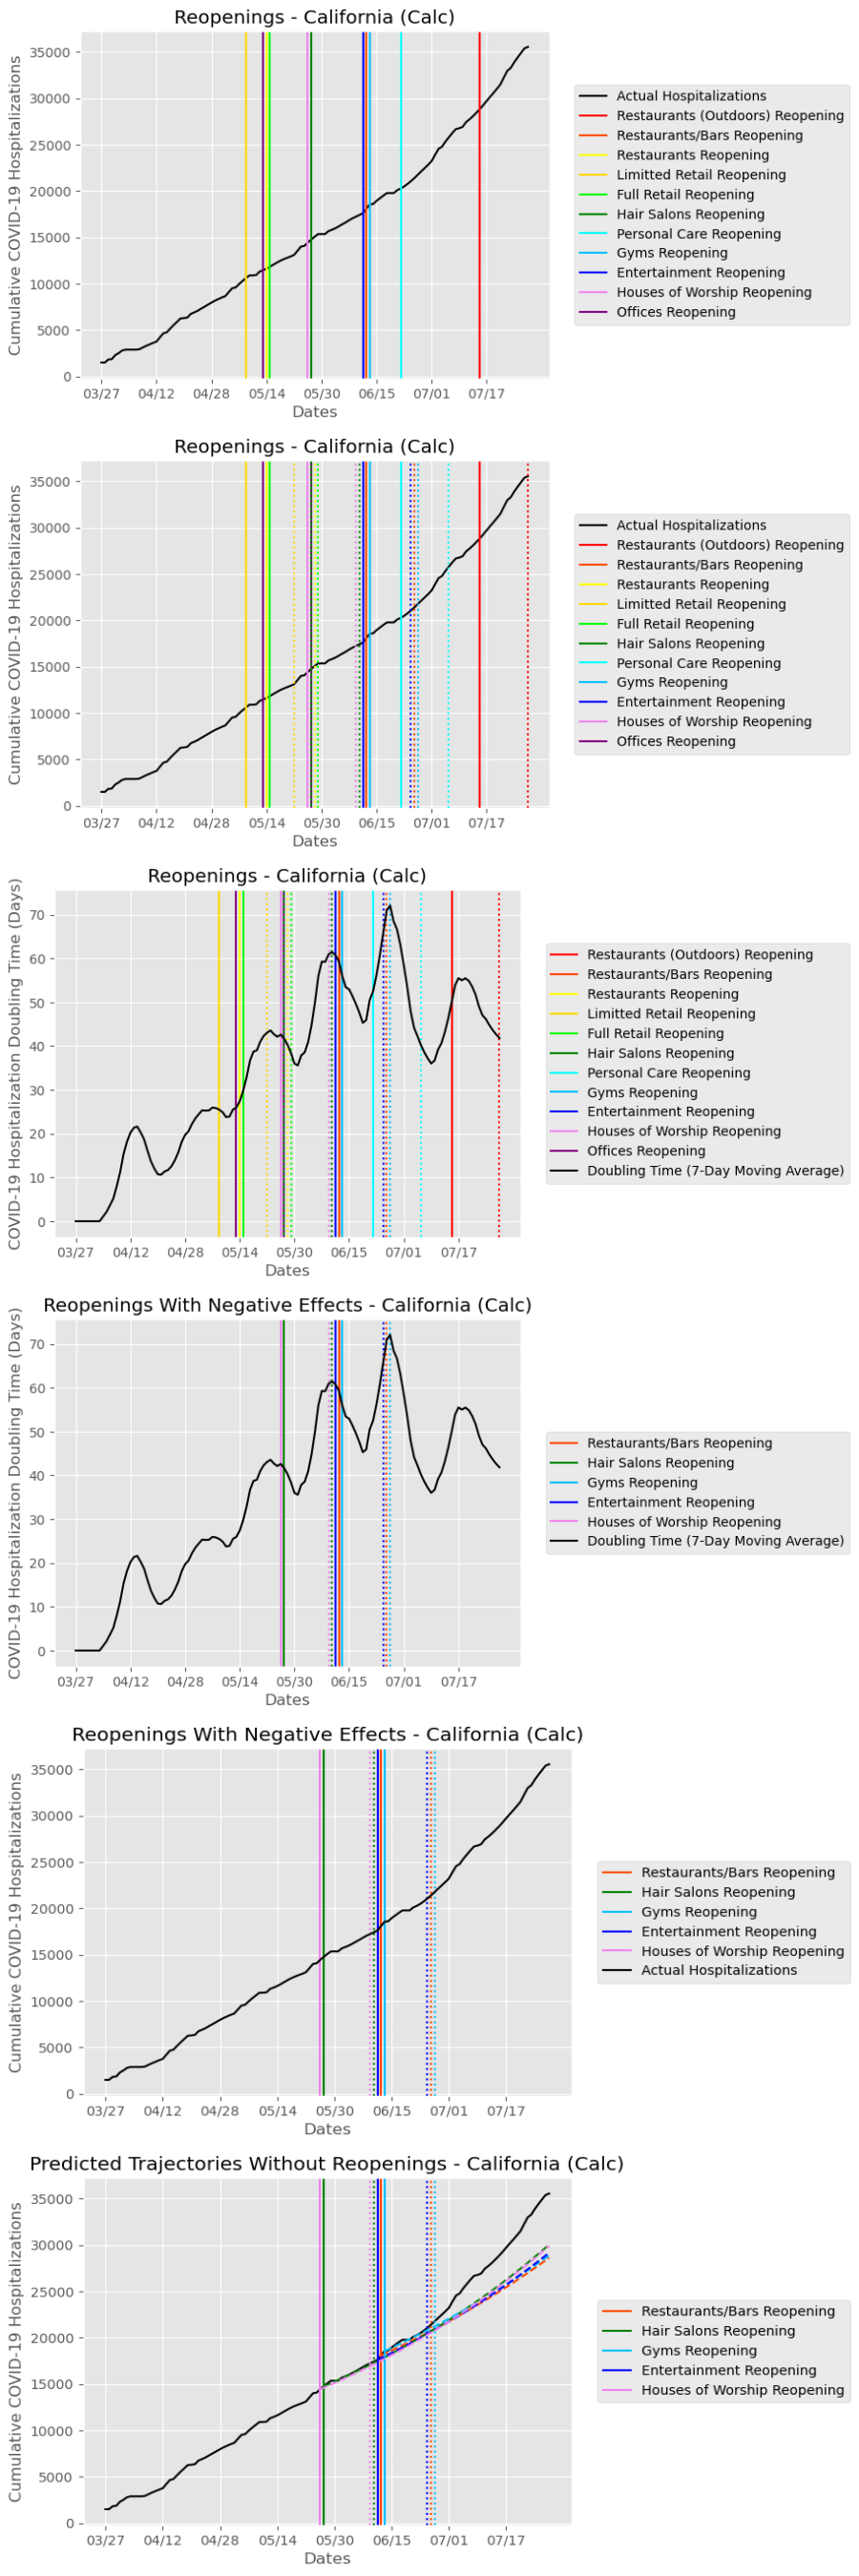 Reopenings - California (Calc)
Cumulative COVID-19 Hospitalizations
35000
30000
25000
20000
15000
10000
5000
0
03/27 04/12 04/28 05/14 05/30 06/15 07/01 07/17
Dates
Actual Hospitalizations
Restaurants (Outdoors) Reopening
Restaurants/Bars Reopening
Restaurants Reopening
Limitted Retail Reopening
Full Retail Reopening
Hair Salons Reopening
Personal Care Reopening
Gyms Reopening
Entertainment Reopening
Houses of Worship Reopening
Offices Reopening
Reopenings - California (Calc)
Cumulative COVID-19 Hospitalizations
35000
30000
25000
20000
15000
10000
5000
0
03/27 04/12 04/28 05/14 05/30 06/15 07/01 07/17
Dates
Actual Hospitalizations
Restaurants (Outdoors) Reopening
Restaurants/Bars Reopening
Restaurants Reopening
Limitted Retail Reopening
Full Retail Reopening
Hair Salons Reopening
Personal Care Reopening
Gyms Reopening
Entertainment Reopening
Houses of Worship Reopening
Offices Reopening
Reopenings - California (Calc)
COVID-19 Hospitalization Doubling Time (Days)
70
60
50
40
30
20
10
0
03/27 04/12 04/28 05/14 05/30 06/15 07/01 07/17
Dates
Restaurants (Outdoors) Reopening
Restaurants/Bars Reopening
Restaurants Reopening
Limitted Retail Reopening
Full Retail Reopening
Hair Salons Reopening
Personal Care Reopening
Gyms Reopening
Entertainment Reopening
Houses of Worship Reopening
Offices Reopening
Doubling Time (7-Day Moving Average)
Reopenings With Negative Effects - California (Calc)
COVID-19 Hospitalization Doubling Time (Days)
70
60
50
40
30
20
10
0
03/27 04/12 04/28 05/14 05/30 06/15 07/01 07/17
Dates
Restaurants/Bars Reopening
Hair Salons Reopening
Gyms Reopening
Entertainment Reopening
Houses of Worship Reopening
Doubling Time (7-Day Moving Average)
Reopenings With Negative Effects - California (Calc)
Cumulative COVID-19 Hospitalizations
35000
30000
25000
20000
15000
10000
5000
0
03/27 04/12 04/28 05/14 05/30 06/15 07/01 07/17
Dates
Restaurants/Bars Reopening
Hair Salons Reopening
Gyms Reopening
Entertainment Reopening
Houses of Worship Reopening
Actual Hospitalizations
Predicted Trajectories Without Reopenings - California (Calc)
Cumulative COVID-19 Hospitalizations
35000
30000
25000
20000
15000
10000
5000
0
03/27 04/12 04/28 05/14 05/30 06/15 07/01 07/17
Dates
Restaurants/Bars Reopening
Hair Salons Reopening
Gyms Reopening
Entertainment Reopening
Houses of Worship Reopening